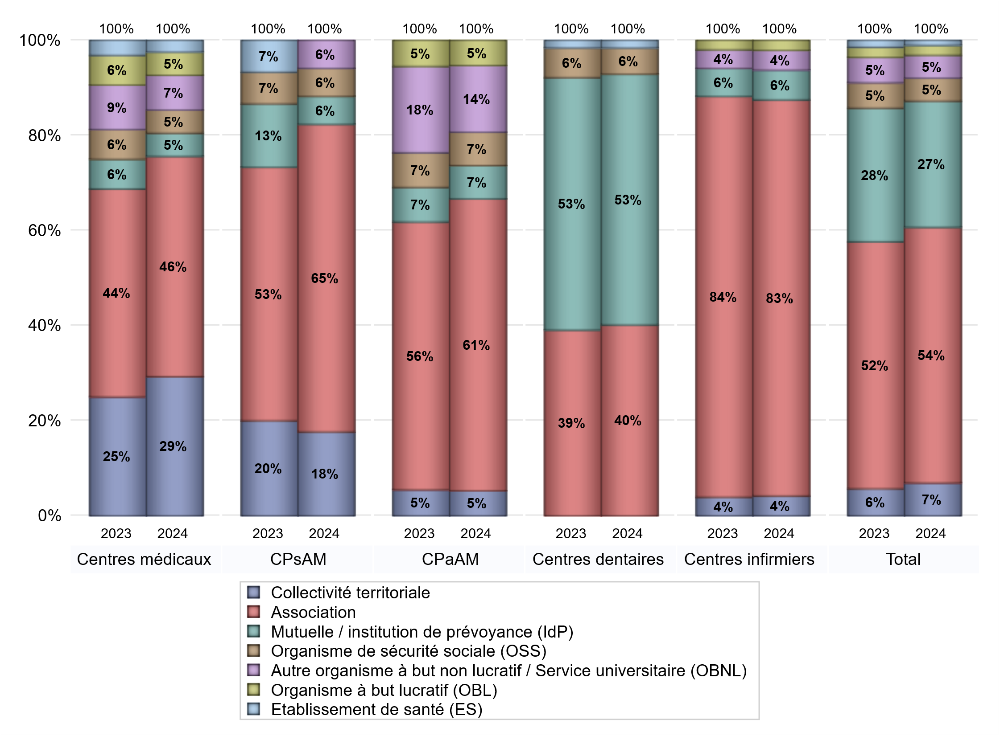 100% 100% 100% 100% 100% 100% 100% 100% 100% 100% 100% 100%
100%
80%
60%
40%
20%
0%
6% 9% 6% 6% 44% 25%
5% 7% 5% 5% 46% 29%
7% 7% 13% 53% 20%
6% 6% 6% 65% 18%
5% 18% 7% 7% 56% 5%
5% 14% 7% 7% 61% 5%
6% 53% 39%
6% 53% 40%
4% 6% 84% 4%
4% 6% 83% 4%
5% 5% 28% 52% 6%
5% 5% 27% 54% 7%
2023 2024 2023 2024 2023 2024 2023 2024 2023 2024 2023 2024
Centres médicaux CPsAM CPaAM Centres dentaires Centres infirmiers Total
Collectivité territoriale
Association
Mutuelle / institution de prévoyance (IdP)
Organisme de sécurité sociale (OSS)
Autre organisme à but non lucratif / Service universitaire (OBNL)
Organisme à but lucratif (OBL)
Etablissement de santé (ES)